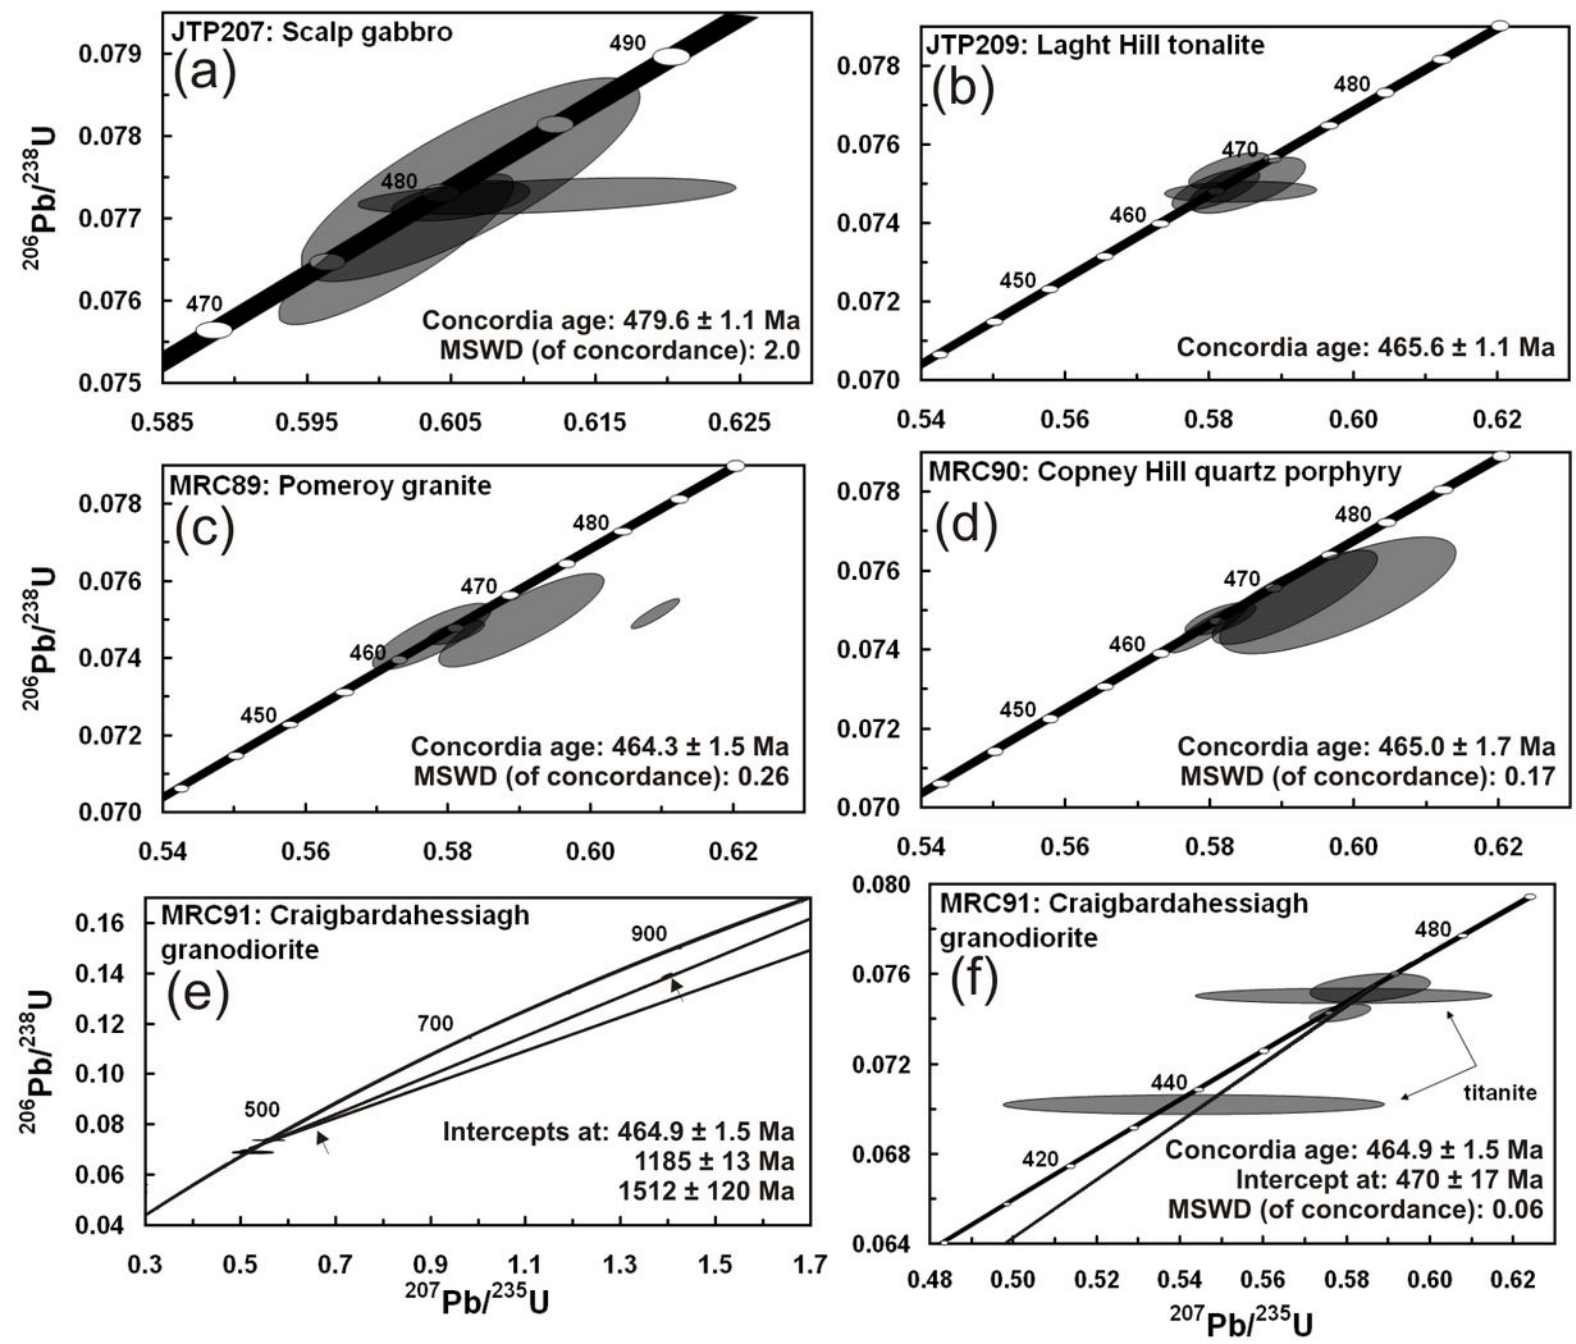 JTP207: Scalp gabbro
(a)
490
480
470
0.079
0.078
0.077
0.076
0.075
206Pb/238U
Concordia age: 479.6 ± 1.1 Ma
MSWD (of concordance): 2.0
0.585 0.595 0.605 0.615 0.625
JTP209: Laght Hill tonalite
(b)
480
470
460
450
0.078
0.076
0.074
0.072
0.070
Concordia age: 465.6 ± 1.1 Ma
0.54 0.56 0.58 0.60 0.62
MRC89: Pomeroy granite
(c)
480
470
460
450
0.078
0.076
0.074
0.072
0.070
206Pb/238U
Concordia age: 464.3 ± 1.5 Ma
MSWD (of concordance): 0.26
0.54 0.56 0.58 0.60 0.62
MRC90: Copney Hill quartz porphyry
(d)
480
470
460
450
0.078
0.076
0.074
0.072
0.070
Concordia age: 465.0 ± 1.7 Ma
MSWD (of concordance): 0.17
0.54 0.56 0.58 0.60 0.62
MRC91: Craigbardahessiagh
granodiorite
(e)
900
700
500
0.16
0.14
0.12
0.10
0.08
0.06
0.04
206Pb/238U
Intercepts at: 464.9 ± 1.5 Ma
1185 ± 13 Ma
1512 ± 120 Ma
0.3 0.5 0.7 0.9 1.1 1.3 1.5 1.7
207Pb/235U
MRC91: Craigbardahessiagh
granodiorite
(f)
480
440
420
0.080
0.076
0.072
0.068
0.064
titanite
Concordia age: 464.9 ± 1.5 Ma
Intercept at: 470 ± 17 Ma
MSWD (of concordance): 0.06
0.48 0.50 0.52 0.54 0.56 0.58 0.60 0.62
207Pb/235U